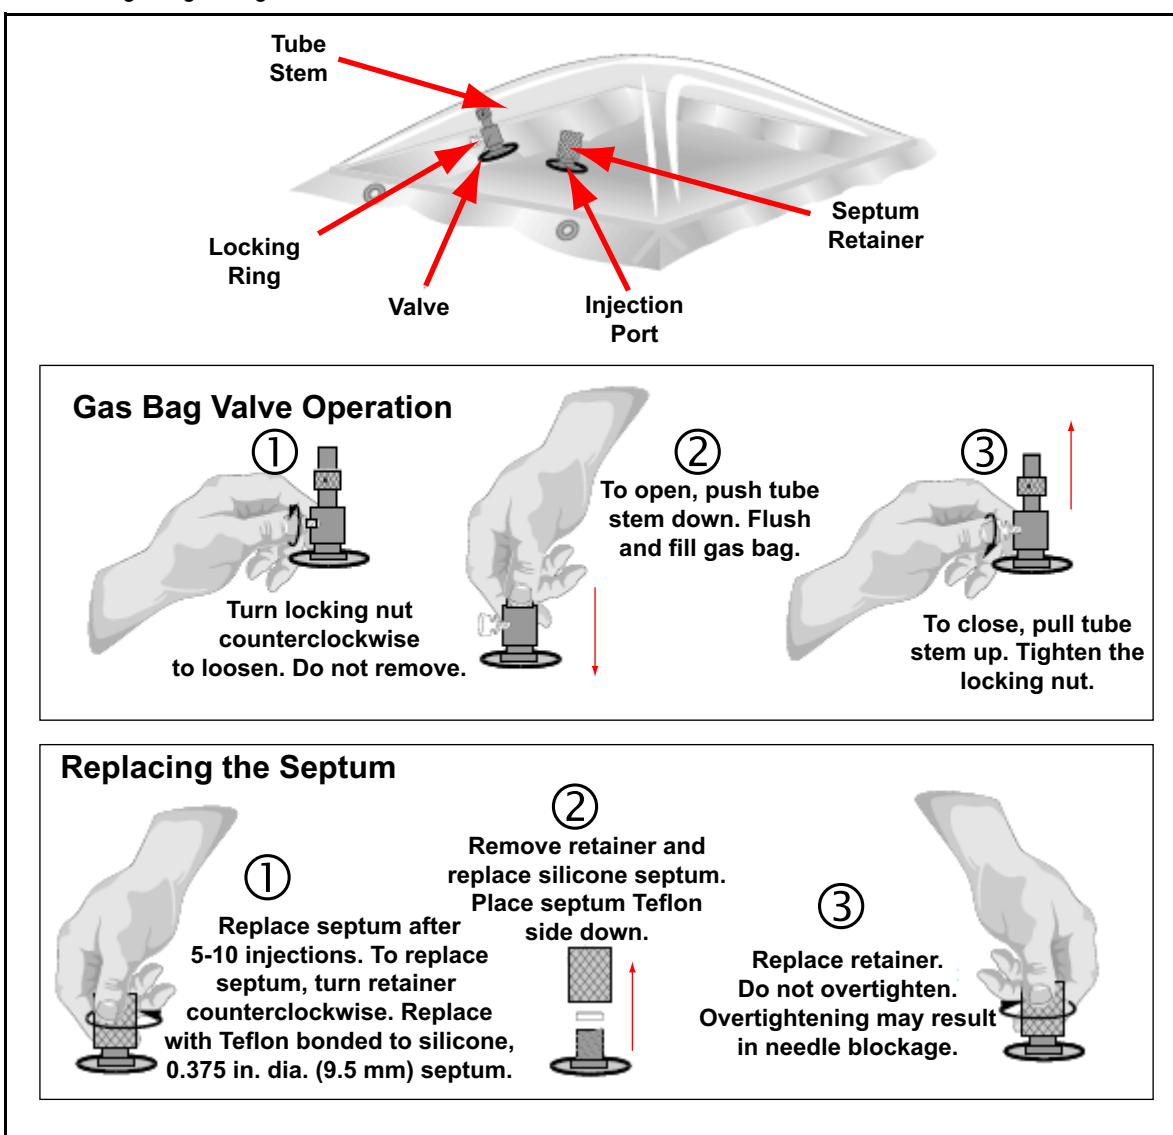 Tube
Stem
Locking
Ring
Valve
Injection
Port
Septum
Retainer
Gas Bag Valve Operation
1
Turn locking nut
counterclockwise
to loosen. Do not remove.
2
To open, push tube
stem down. Flush
and fill gas bag.
3
To close, pull tube
stem up. Tighten the
locking nut.
Replacing the Septum
1
Replace septum after
5-10 injections. To replace
septum, turn retainer
counterclockwise. Replace
with Teflon bonded to silicone,
0.375 in. dia. (9.5 mm) septum.
2
Remove retainer and
replace silicone septum.
Place septum Teflon
side down.
3
Replace retainer.
Do not overtighten.
Overtightening may result
in needle blockage.